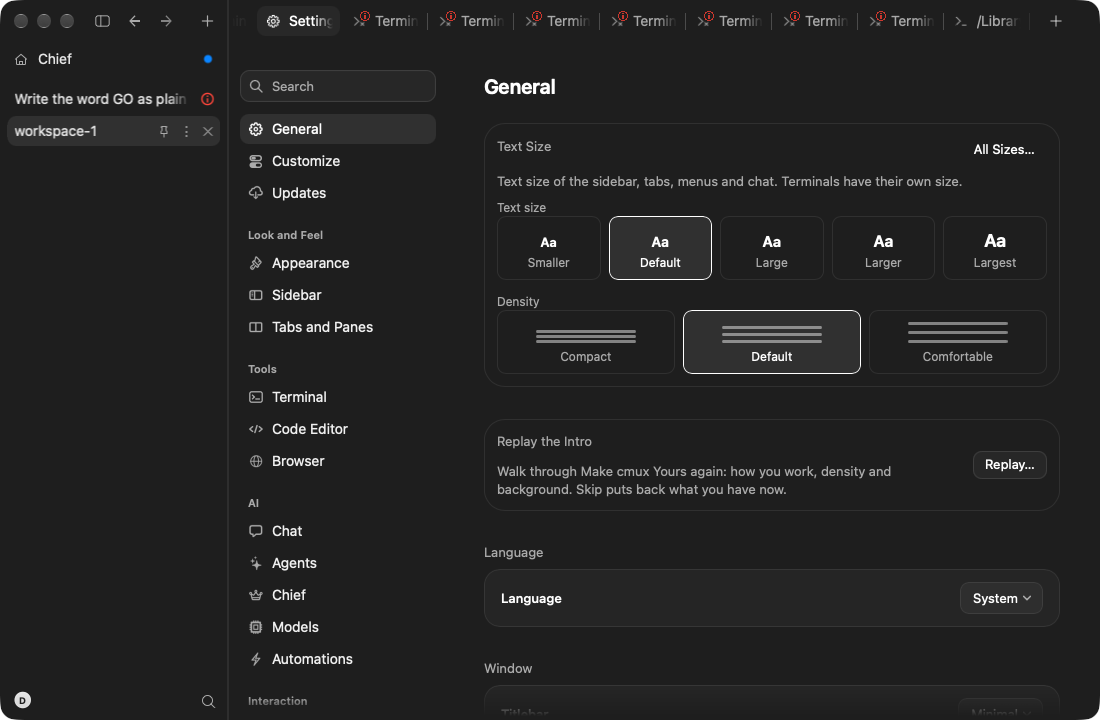 Setting
Termin
Termin
Termin
Termin
Termin
Termin
Termin
/Librar
Chief
Write the word GO as plain
workspace-1
D
Search
General
Customize
Updates
Look and Feel
Appearance
Sidebar
Tabs and Panes
Tools
Terminal
Code Editor
Browser
AI
Chat
Agents
Chief
Models
Automations
Interaction
General
Text Size
All Sizes...
Text size of the sidebar, tabs, menus and chat. Terminals have their own size.
Text size
Aa Aa Aa Aa Aa
Smaller Default Large Larger Largest
Density
Compact Default Comfortable
Replay the Intro
Walk through Make cmux Yours again: how you work, density and
background. Skip puts back what you have now.
Replay...
Language
Language
System
Window
Titlebar
Minimal